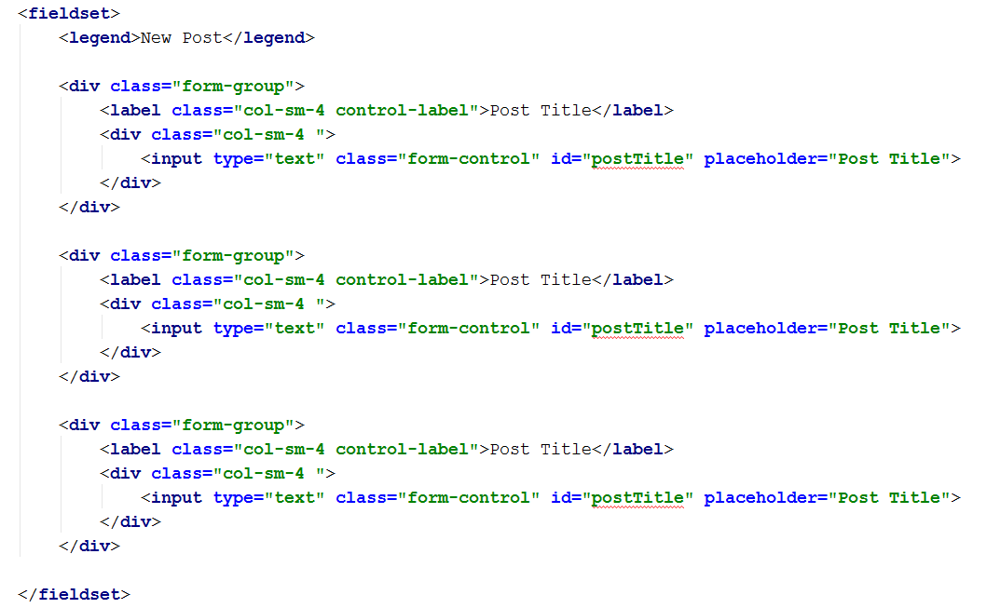 <fieldset>
    <legend>New Post</legend>

    <div class="form-group">
        <label class="col-sm-4 control-label">Post Title</label>
        <div class="col-sm-4 ">
            <input type="text" class="form-control" id="postTitle" placeholder="Post Title">
        </div>
    </div>

    <div class="form-group">
        <label class="col-sm-4 control-label">Post Title</label>
        <div class="col-sm-4 ">
            <input type="text" class="form-control" id="postTitle" placeholder="Post Title">
        </div>
    </div>

    <div class="form-group">
        <label class="col-sm-4 control-label">Post Title</label>
        <div class="col-sm-4 ">
            <input type="text" class="form-control" id="postTitle" placeholder="Post Title">
        </div>
    </div>

</fieldset>